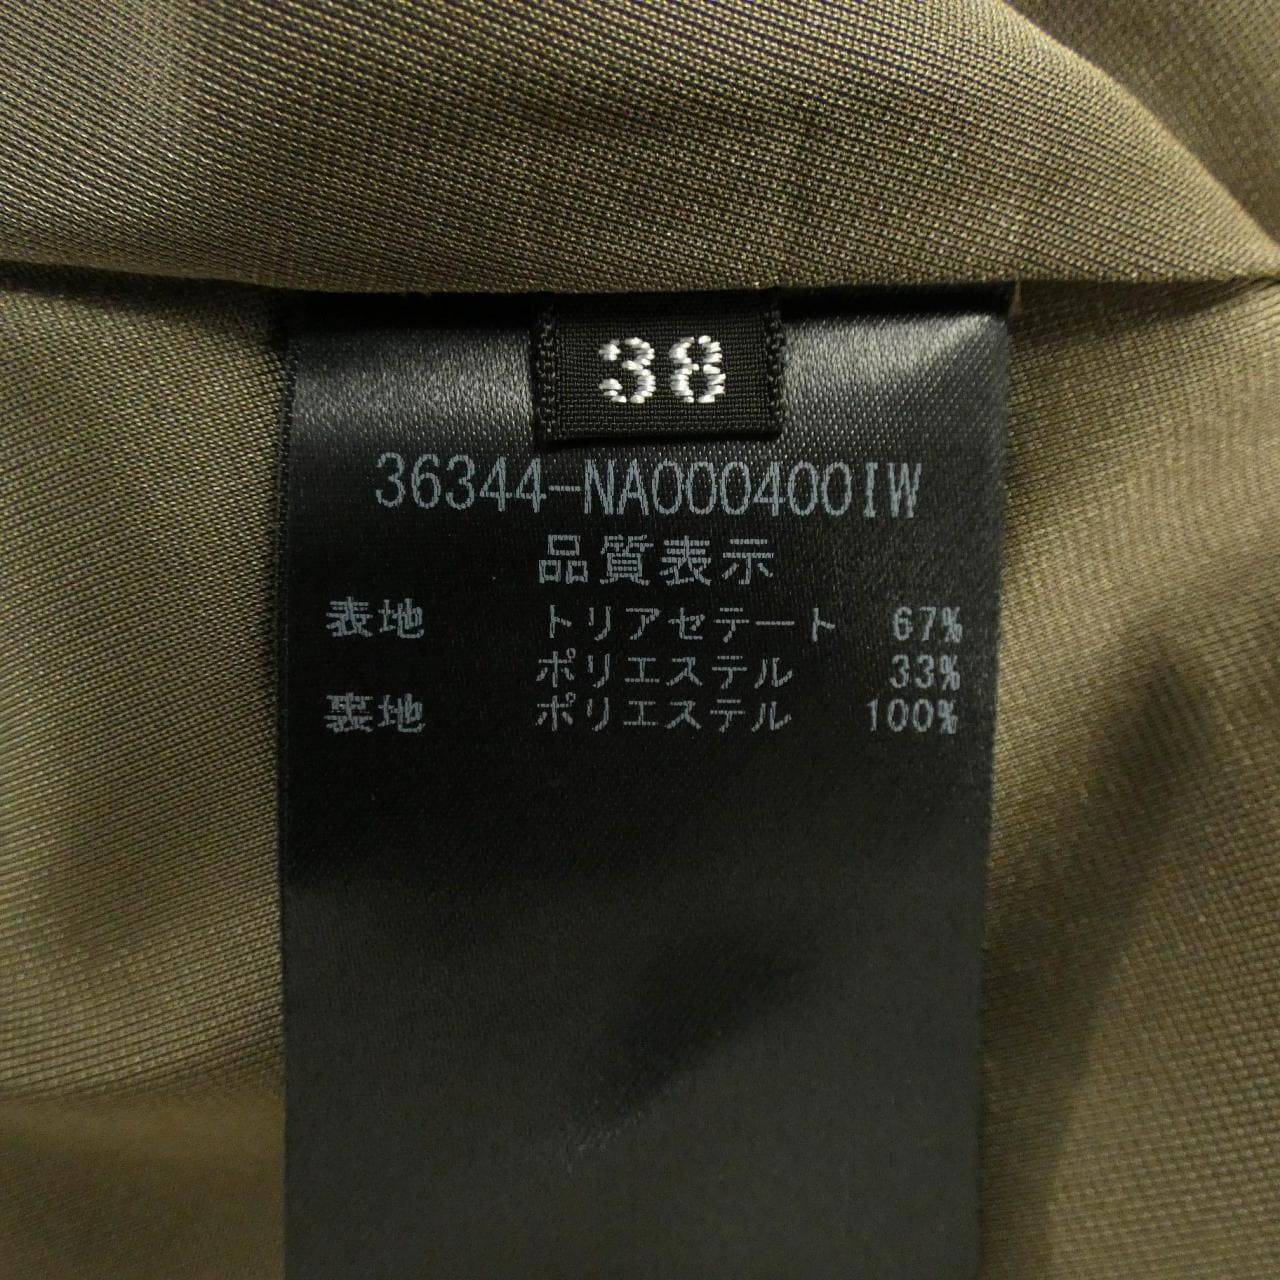 38
36344-NA000400IW
品質表示
表地 トリアセテート 67%
ポリエステル 33%
裏地 ポリエステル 100%